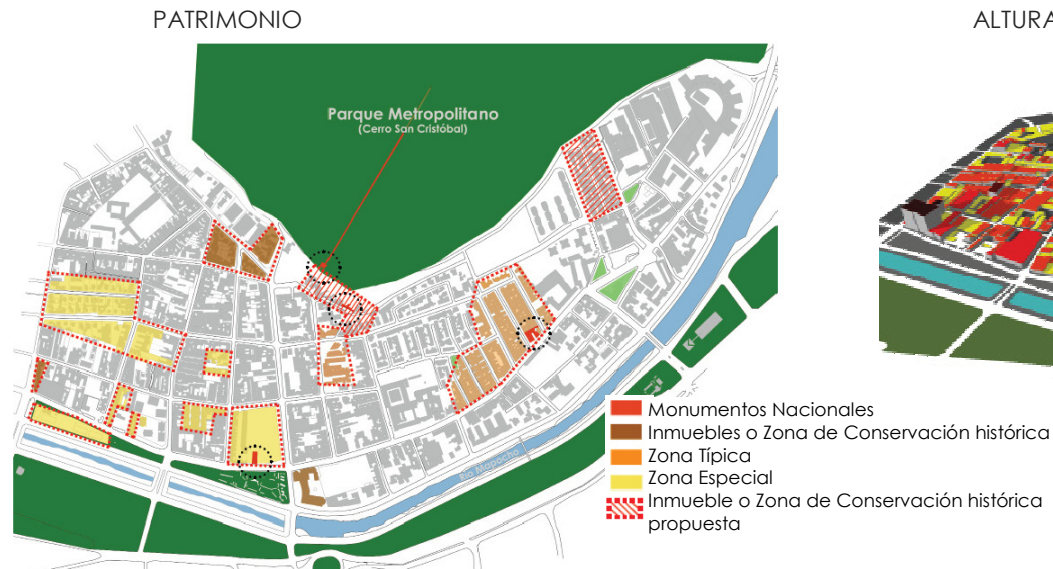 PATRIMONIO
ALTURA
Parque Metropolitano
(Cerro San Cristóbal)
Río Mapocho
Monumentos Nacionales
Inmuebles o Zona de Conservación histórica
Zona Típica
Zona Especial
Inmueble o Zona de Conservación histórica
propuesta